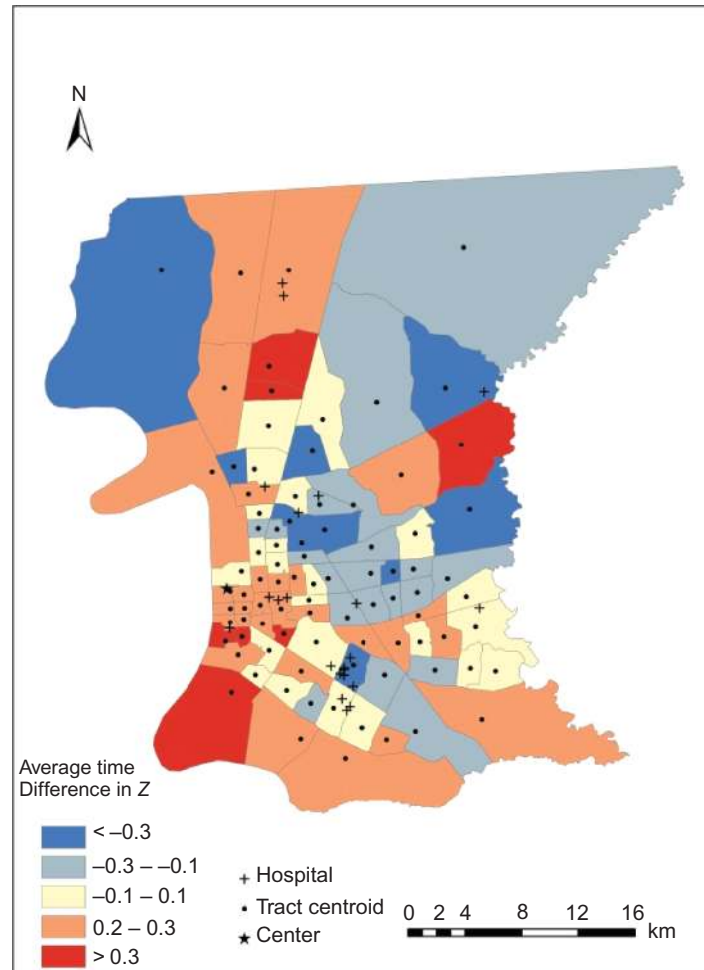 N
Average time
Difference in Z
< –0.3
–0.3 – –0.1
–0.1 – 0.1
0.2 – 0.3
> 0.3
Hospital
Tract centroid
Center
0 2 4 8 12 16
km